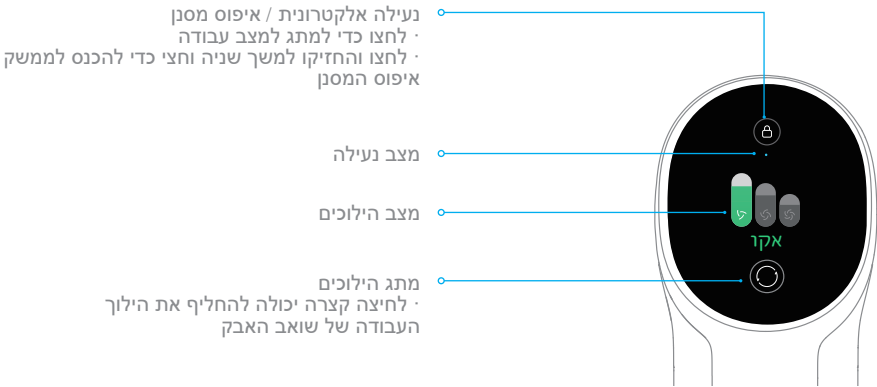 נעילה אלקטרונית / איפוס מסנן
· לחצו כדי למתג למצב עבודה
· לחצו והחזיקו למשך שניה וחצי כדי להכנס לממשק
איפוס המסנן
מצב נעילה
מצב הילוכים
אקו
מתג הילוכים
· לחיצה קצרה יכולה להחליף את הילוך
העבודה של שואב האבק